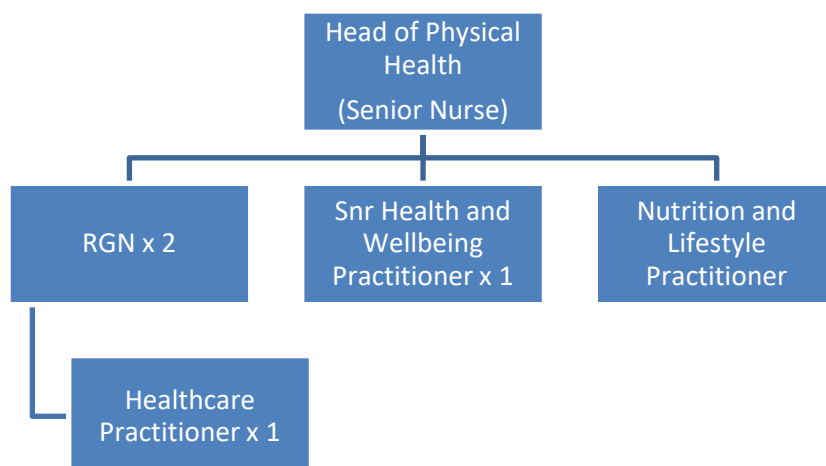 Head of Physical
Health
(Senior Nurse)
RGN x 2
Snr Health and
Wellbeing
Practitioner x 1
Nutrition and
Lifestyle
Practitioner
Healthcare
Practitioner x 1